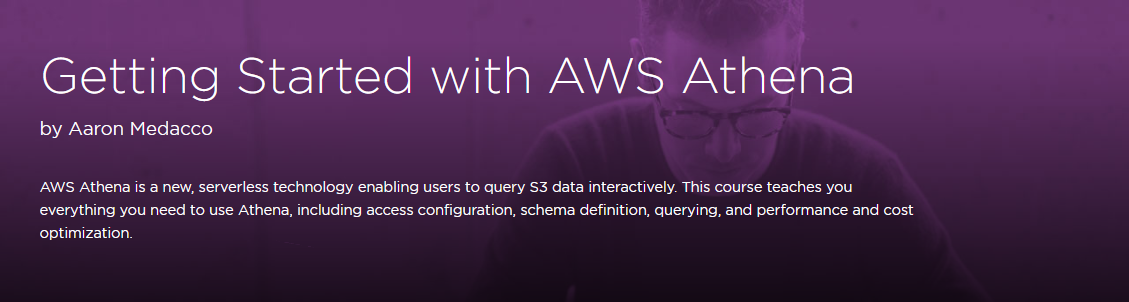 Getting Started with AWS Athena
by Aaron Medacco
AWS Athena is a new, serverless technology enabling users to query S3 data interactively. This course teaches you
everything you need to use Athena, including access configuration, schema definition, querying, and performance and cost
optimization.